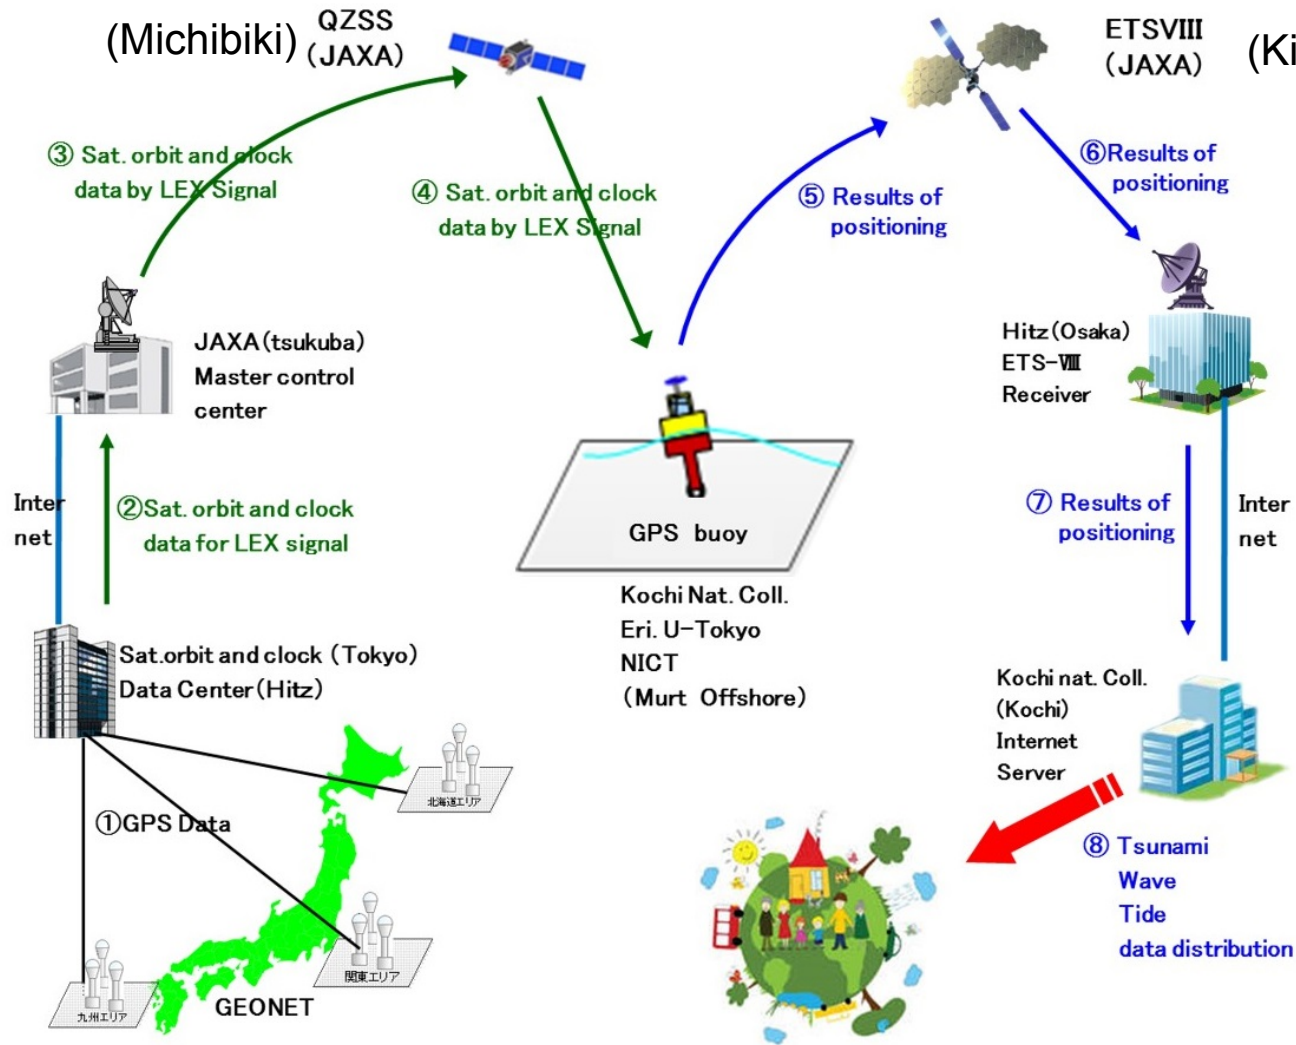 (Michibiki)
QZSS
(JAXA)
ETSVIII
(JAXA)
(Ki
③ Sat. orbit and clock
data by LEX Signal
④ Sat. orbit and clock
data by LEX Signal
⑤ Results of
positioning
⑥Results of
positioning
JAXA(tsukuba)
Master control
center
Hitz(Osaka)
ETS-Ⅷ
Receiver
Inter
net
②Sat. orbit and clock
data for LEX signal
GPS buoy
⑦ Results of
positioning
Inter
net
Kochi Nat. Coll.
Eri. U-Tokyo
NICT
(Murt Offshore)
Sat.orbit and clock (Tokyo)
Data Center(Hitz)
Kochi nat. Coll.
(Kochi)
Internet
Server
①GPS Data
北海道エリア
関東エリア
九州エリア
GEONET
⑧ Tsunami
Wave
Tide
data distribution